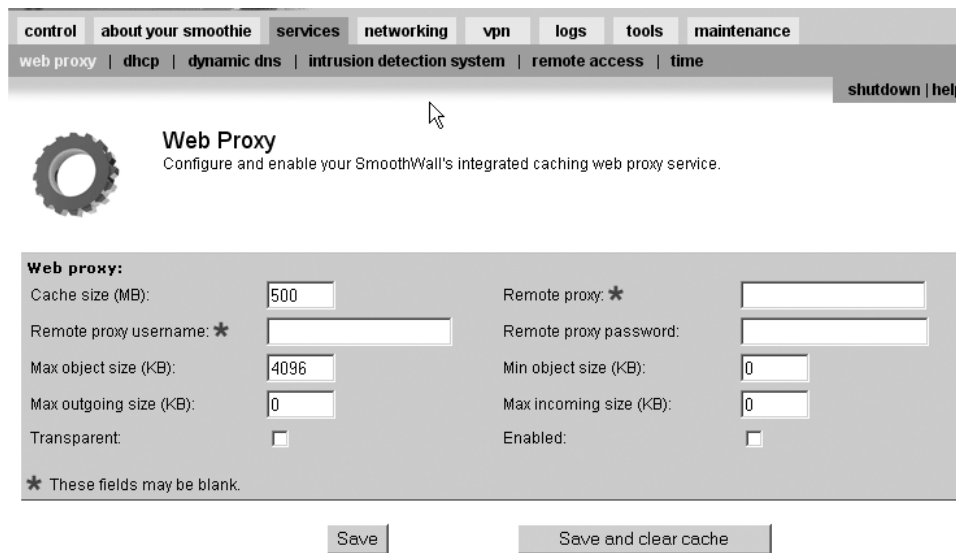 control about your smoothie services networking vpn logs tools maintenance
web proxy | dhcp | dynamic dns | intrusion detection system | remote access | time
shutdown | help
Web Proxy
Configure and enable your SmoothWall's integrated caching web proxy service.
Web proxy:
Cache size (MB): 500 Remote proxy: *
Remote proxy username: * Remote proxy password:
Max object size (KB): 4096 Min object size (KB): 0
Max outgoing size (KB): 0 Max incoming size (KB): 0
Transparent: Enabled:
* These fields may be blank.
Save Save and clear cache